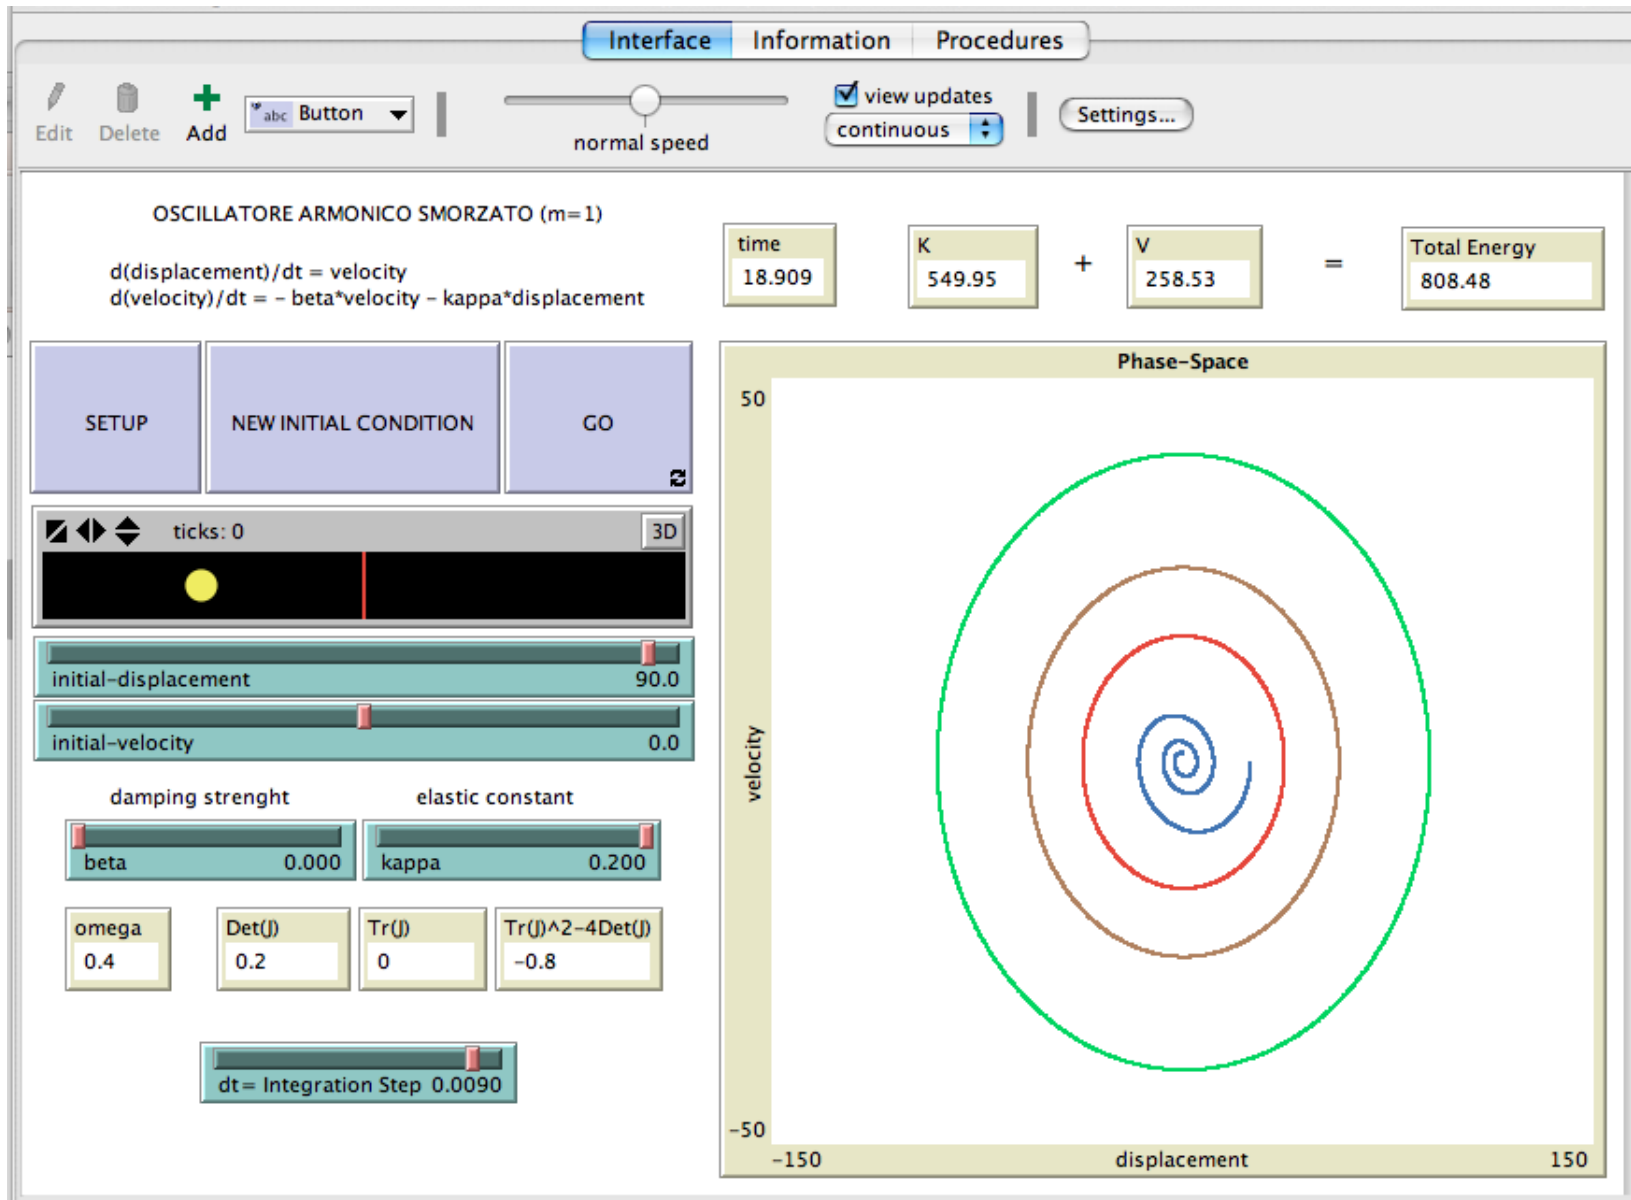 Interface Information Procedures
Edit Delete Add
abc Button
normal speed
view updates
continuous
Settings...
OSCILLATORE ARMONICO SMORZATO (m=1)
d(displacement)/dt = velocity
d(velocity)/dt = - beta*velocity - kappa*displacement
time
18.909
K
549.95
+
V
258.53
=
Total Energy
808.48
SETUP
NEW INITIAL CONDITION
GO
ticks: 0
3D
initial-displacement 90.0
initial-velocity 0.0
damping strenght
elastic constant
beta 0.000
kappa 0.200
omega
0.4
Det(J)
0.2
Tr(J)
0
Tr(J)^2-4Det(J)
-0.8
dt= Integration Step 0.0090
Phase-Space
50
velocity
-50
-150
displacement
150